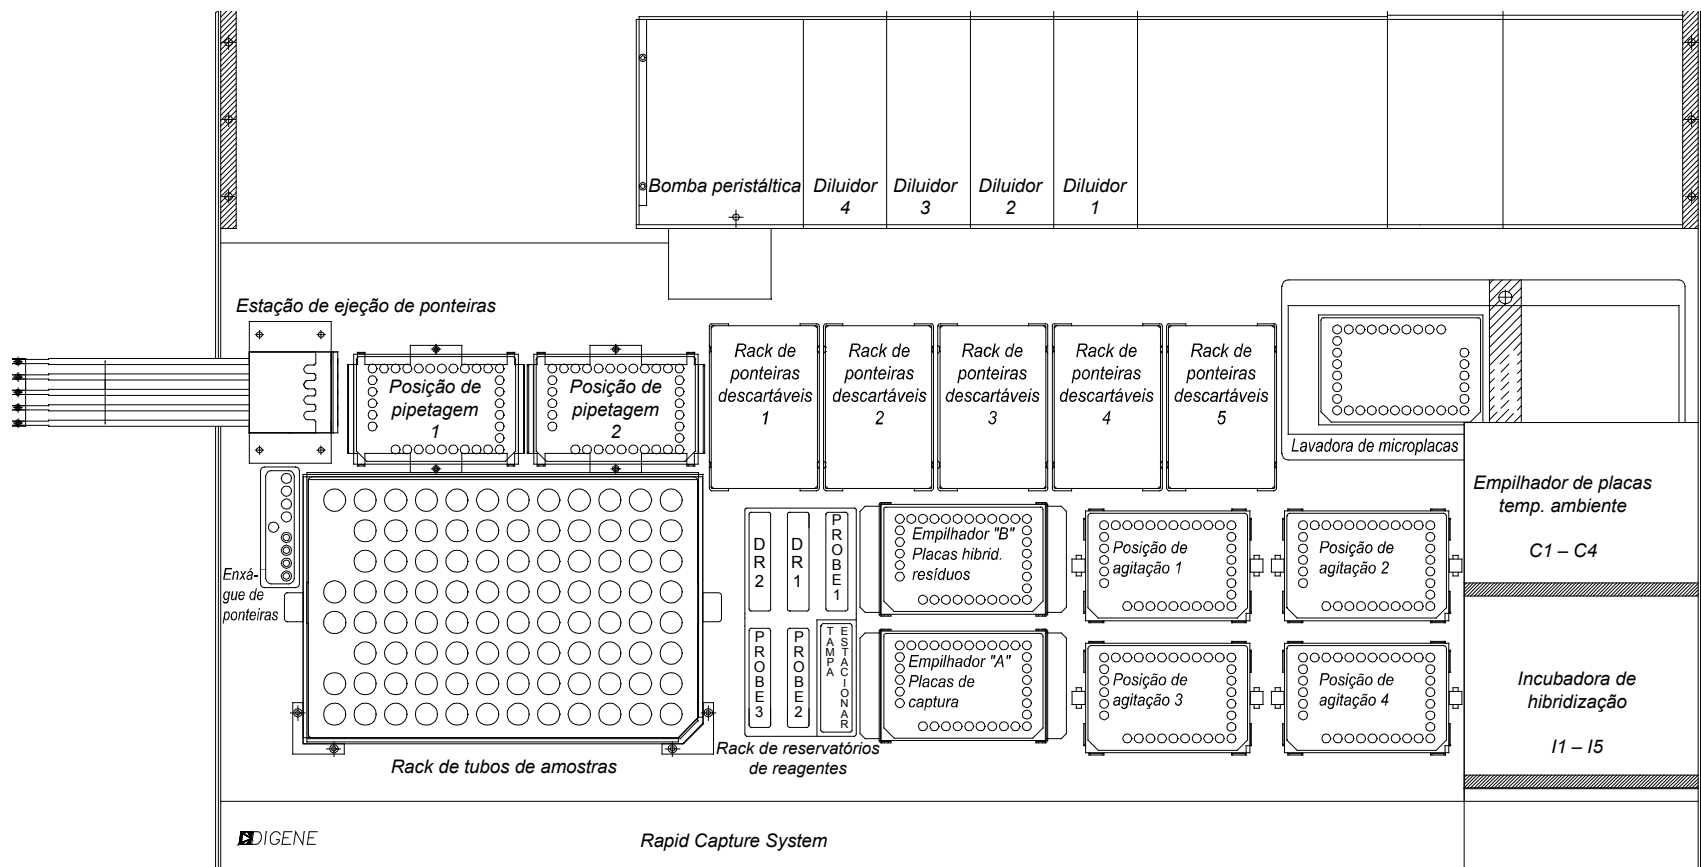 Bomba peristáltica
Diluidor
4
Diluidor
3
Diluidor
2
Diluidor
1
Estação de ejeção de ponteiras
Posição de
pipetagem
1
Posição de
pipetagem
2
Rack de
ponteiras
descartáveis
1
Rack de
ponteiras
descartáveis
2
Rack de
ponteiras
descartáveis
3
Rack de
ponteiras
descartáveis
4
Rack de
ponteiras
descartáveis
5
Lavadora de microplacas
Empilhador de placas
temp. ambiente
C1 – C4
Enxá-
gue de
ponteiras
DR2
DR1
PROBE1
PROBE3
PROBE2
TAMPA
ESTACIONAR
Empilhador "B"
Placas hibrid.
resíduos
Posição de
agitação 1
Posição de
agitação 2
Empilhador "A"
Placas de
captura
Posição de
agitação 3
Posição de
agitação 4
Incubadora de
hibridização
I1 – I5
Rack de tubos de amostras
Rack de reservatórios
de reagentes
DIGENE
Rapid Capture System